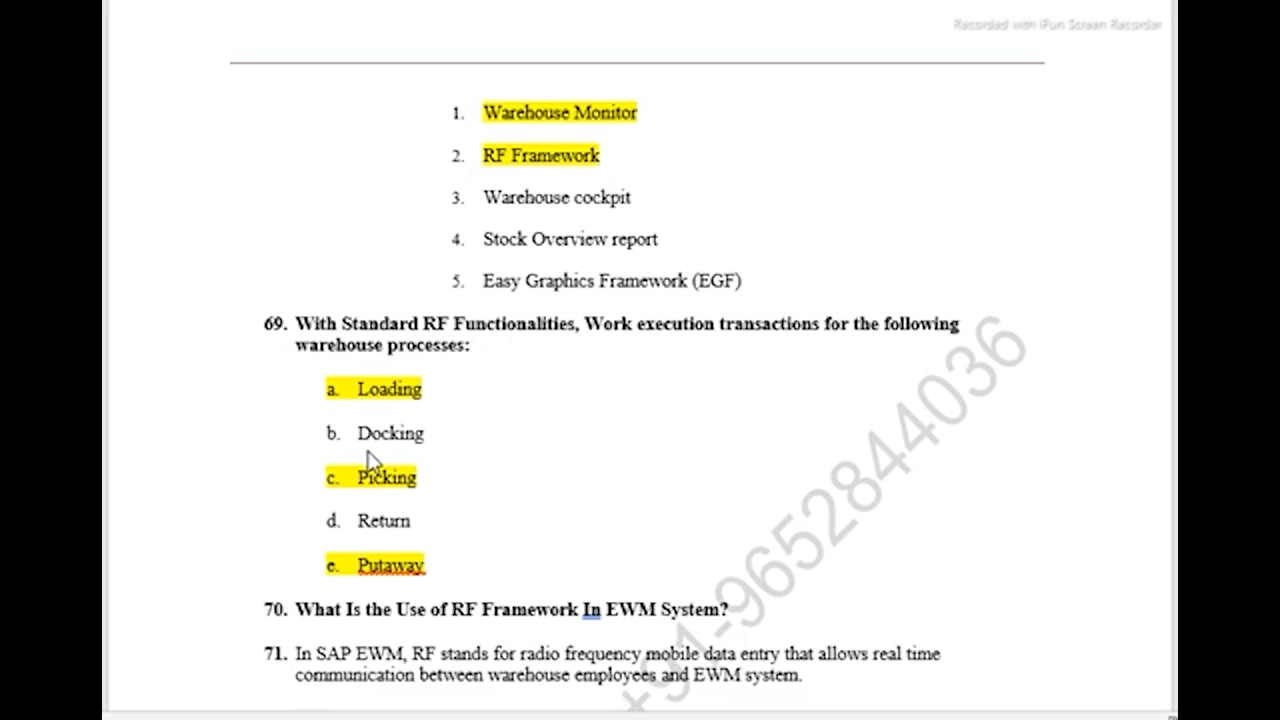 Recorded with iFun Screen Recorder
1. Warehouse Monitor
2. RF Framework
3. Warehouse cockpit
4. Stock Overview report
5. Easy Graphics Framework (EGF)
69. With Standard RF Functionalities, Work execution transactions for the following
warehouse processes:
a. Loading
b. Docking
c. Picking
d. Return
e. Putaway
70. What Is the Use of RF Framework In EWM System?
71. In SAP EWM, RF stands for radio frequency mobile data entry that allows real time
communication between warehouse employees and EWM system.
+91-9652844036